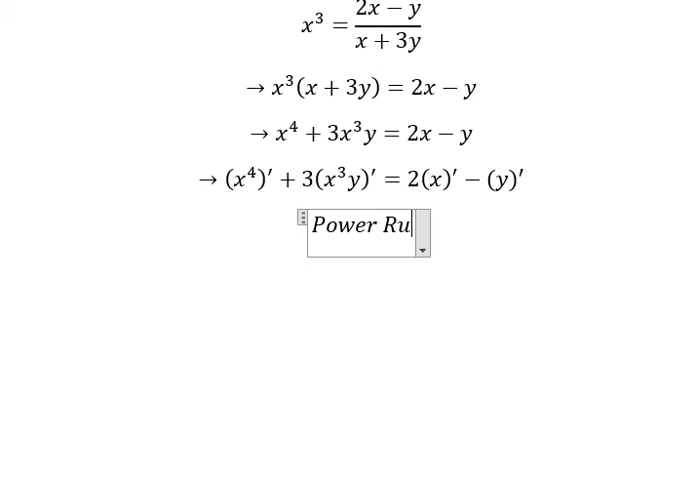 x³ = (2x − y)/(x + 3y)
→ x³(x + 3y) = 2x − y
→ x⁴ + 3x³y = 2x − y
→ (x⁴)′ + 3(x³y)′ = 2(x)′ − (y)′
Power Ru